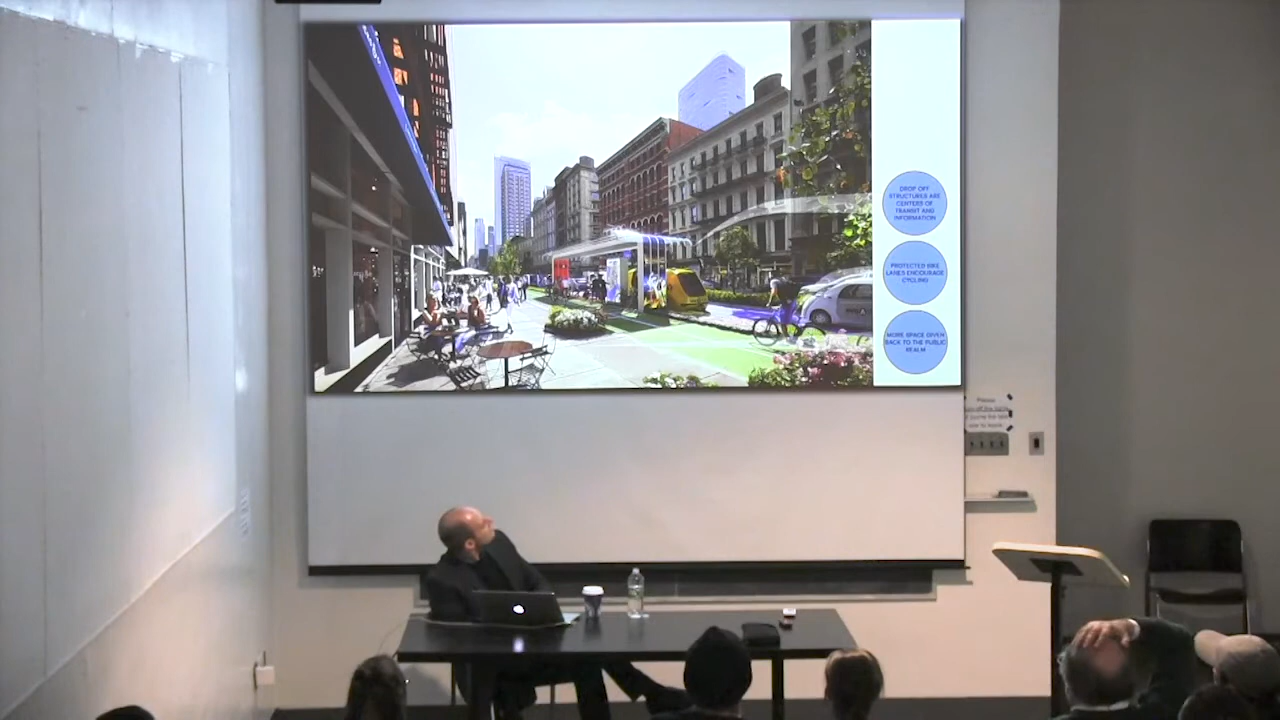 DROP OFF
STRUCTURES ARE
CENTERS OF
TRANSIT AND
INFORMATION
PROTECTED BIKE
LANES ENCOURAGE
CYCLING
MORE SPACE GIVEN
BACK TO THE PUBLIC
REALM
Please